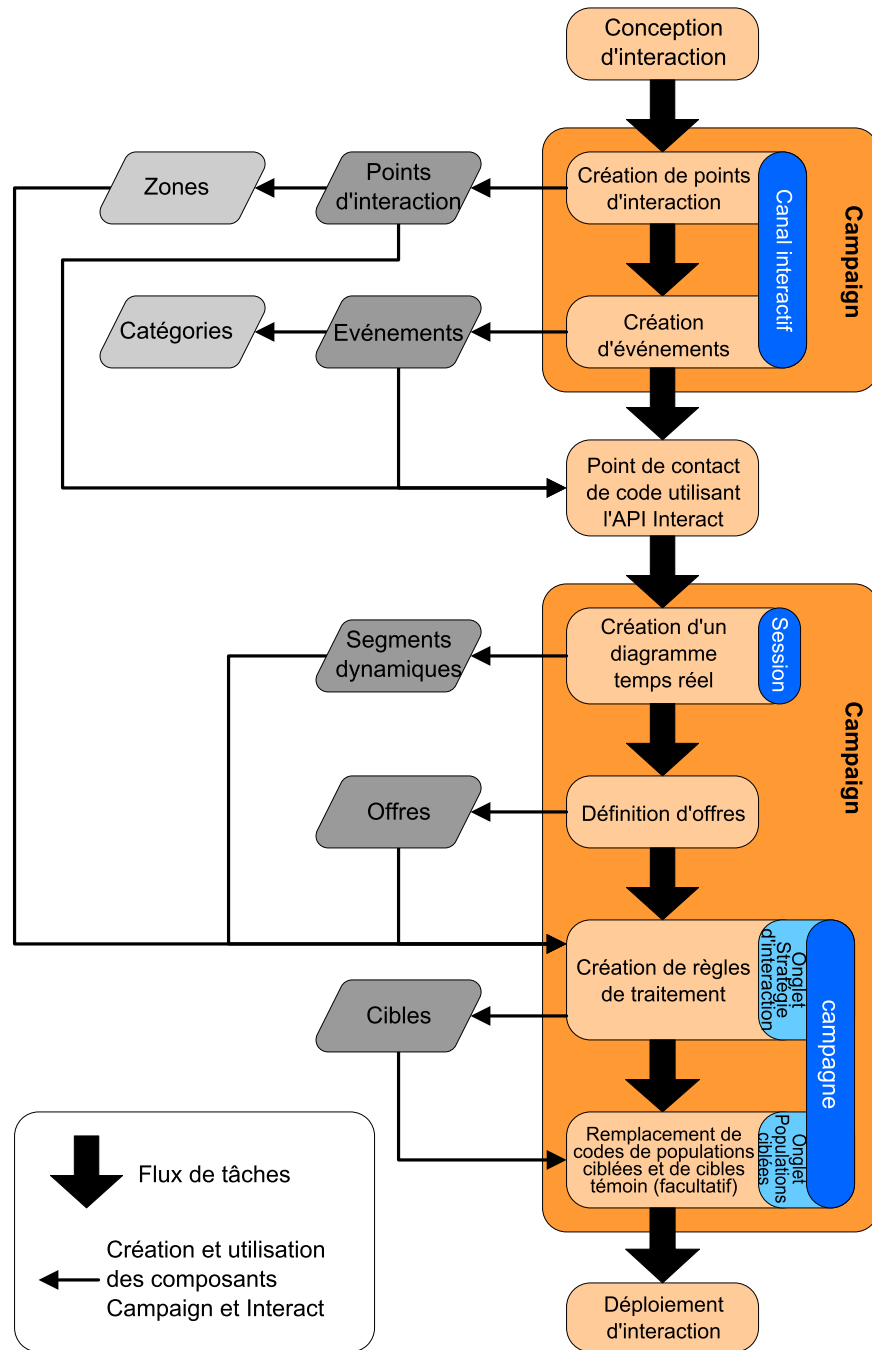 Conception
d'interaction
Zones
Points
d'interaction
Création de points
d'interaction
Canal interactif
Campaign
Catégories
Evénements
Création
d'événements
Point de contact
de code utilisant
l'API Interact
Segments
dynamiques
Création d'un
diagramme
temps réel
Session
Campaign
Offres
Définition d'offres
Création de règles
de traitement
Onglet
Stratégie
d'interaction
campagne
Cibles
Remplacement de
codes de populations
ciblées et de cibles
témoin (facultatif)
Onglet
Populations
ciblées
Flux de tâches
Création et utilisation
des composants
Campaign et Interact
Déploiement
d'interaction